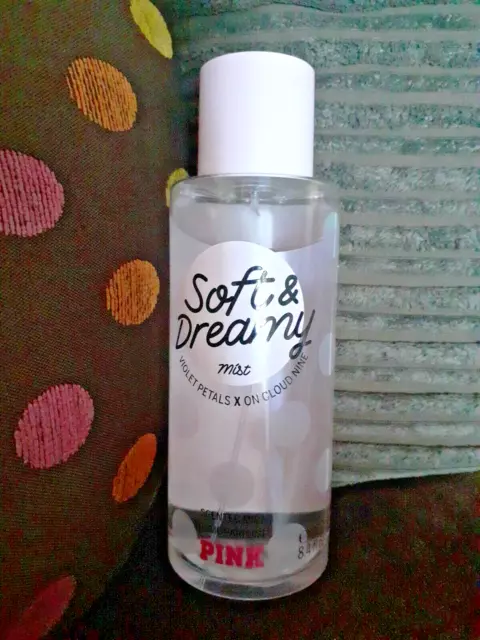 Soft &
Dreamy
mist
VIOLET PETALS X ON CLOUD NINE
PINK